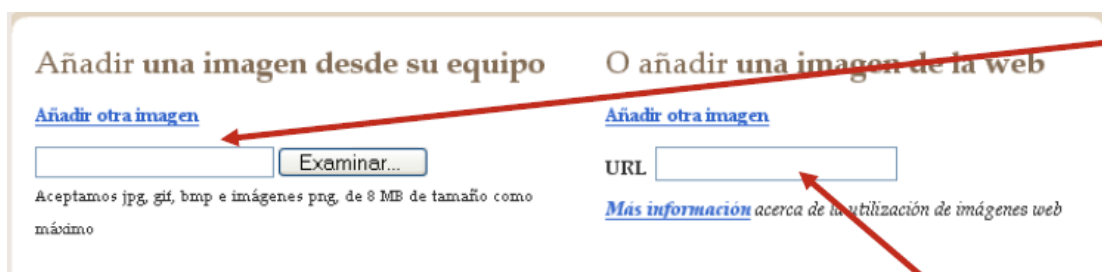 Añadir una imagen desde su equipo
Añadir otra imagen
Examinar...
Aceptamos jpg, gif, bmp e imágenes png, de 8 MB de tamaño como
máximo
O añadir una imagen de la web
Añadir otra imagen
URL
Más información acerca de la utilización de imágenes web